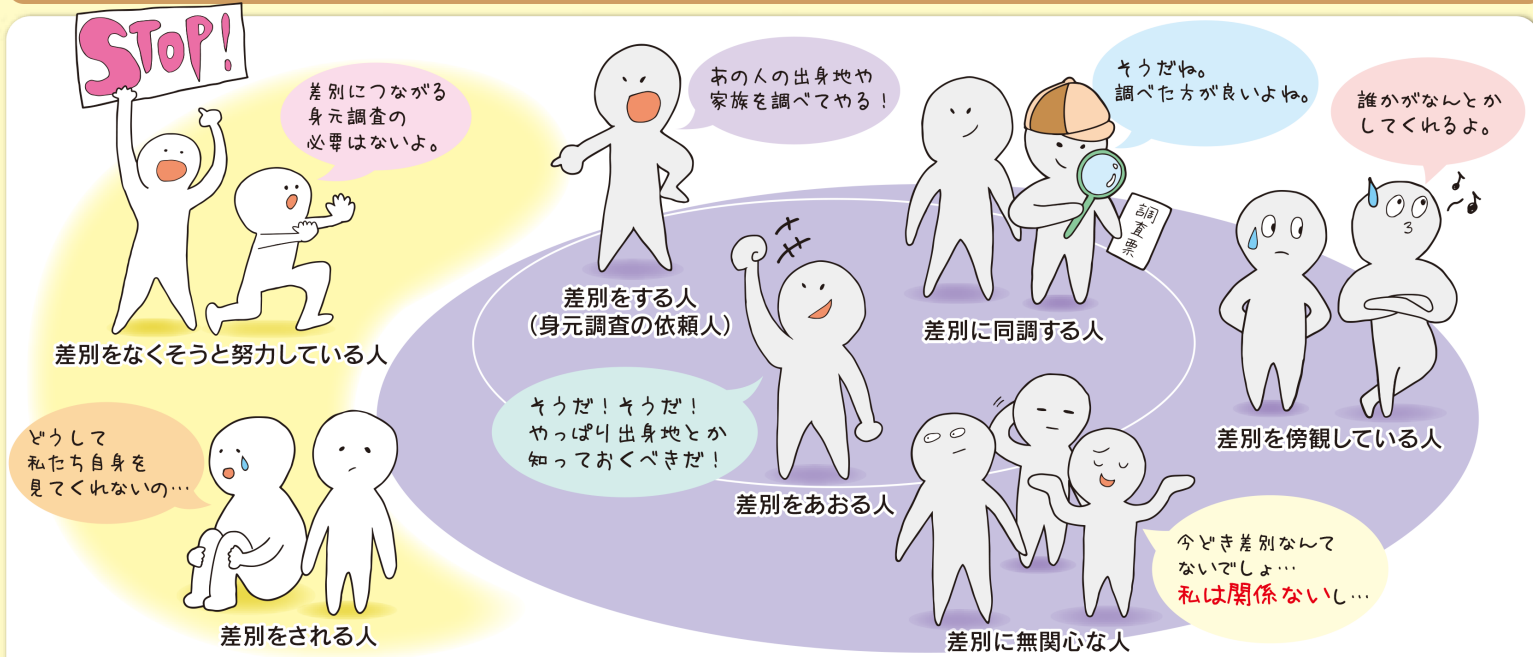 STOP!
差別につながる
身元調査の
必要はないよ。
差別をなくそうと努力している人
どうして
私たち自身を
見てくれないの…
差別をされる人
あの人の出身地や
家族を調べてやる！
差別をする人
（身元調査の依頼人）
そうだね。
調べた方が良いよね。
調査票
差別に同調する人
誰かがなんとか
してくれるよ。
差別を傍観している人
そうだ！そうだ！
やっぱり出身地とか
知っておくべきだ！
差別をあおる人
今どき差別なんて
ないでしょ…
私は関係ないし…
差別に無関心な人